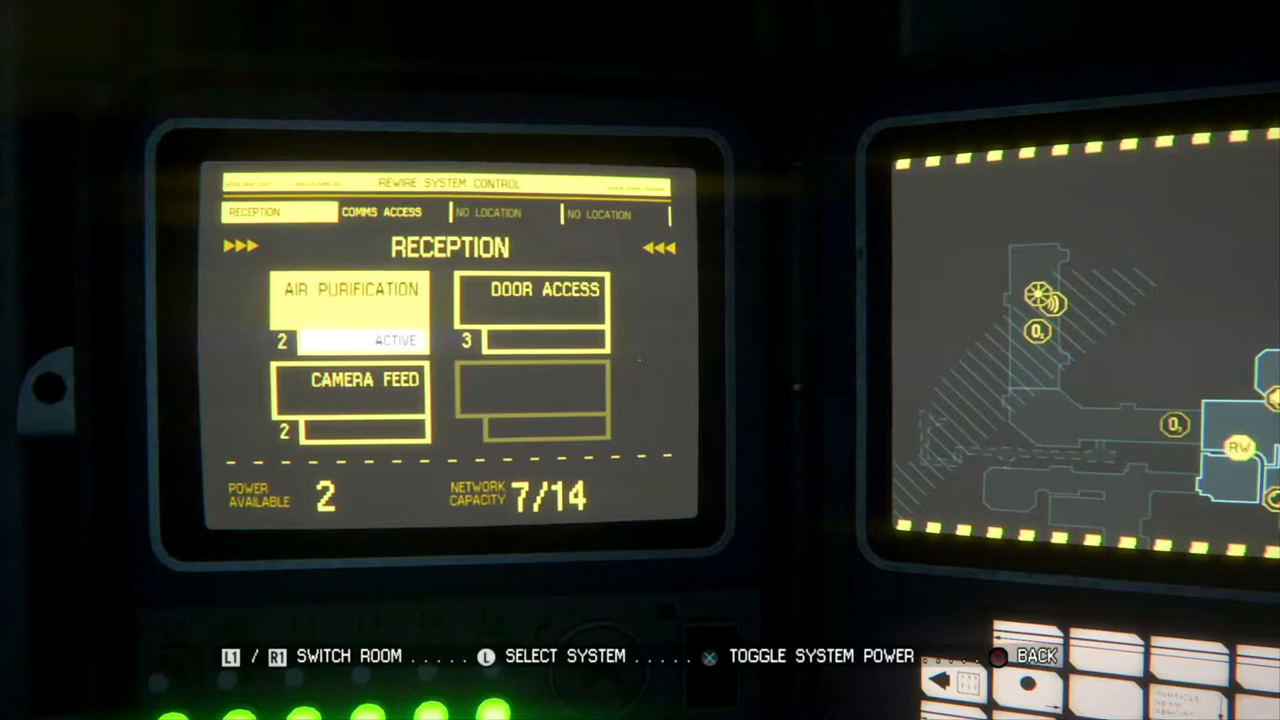 REWIRE SYSTEM CONTROL
RECEPTION COMMS ACCESS NO LOCATION NO LOCATION
RECEPTION
AIR PURIFICATION DOOR ACCESS
2 ACTIVE 3
CAMERA FEED
2
POWER AVAILABLE 2 NETWORK CAPACITY 7/14
O₂
O₂
RW
L1 / R1 SWITCH ROOM ..... L SELECT SYSTEM ..... TOGGLE SYSTEM POWER ..... BACK